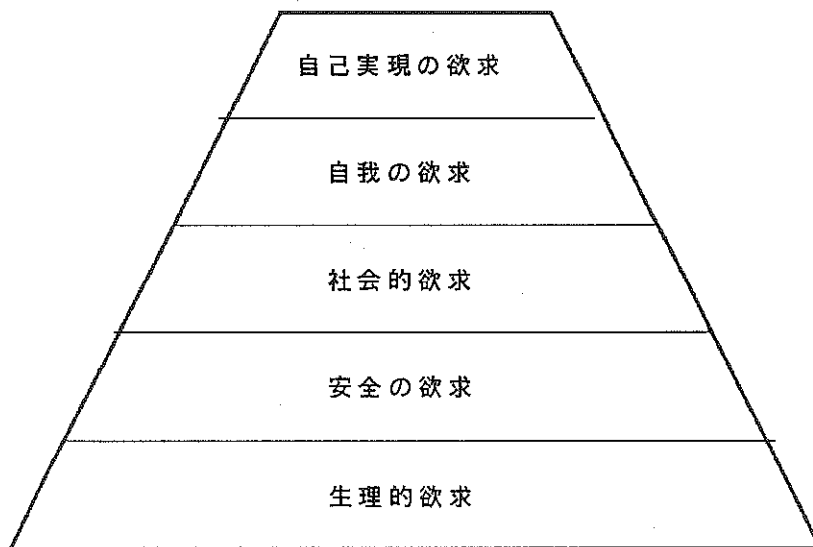 自己実現の欲求
自我の欲求
社会的欲求
安全の欲求
生理的欲求